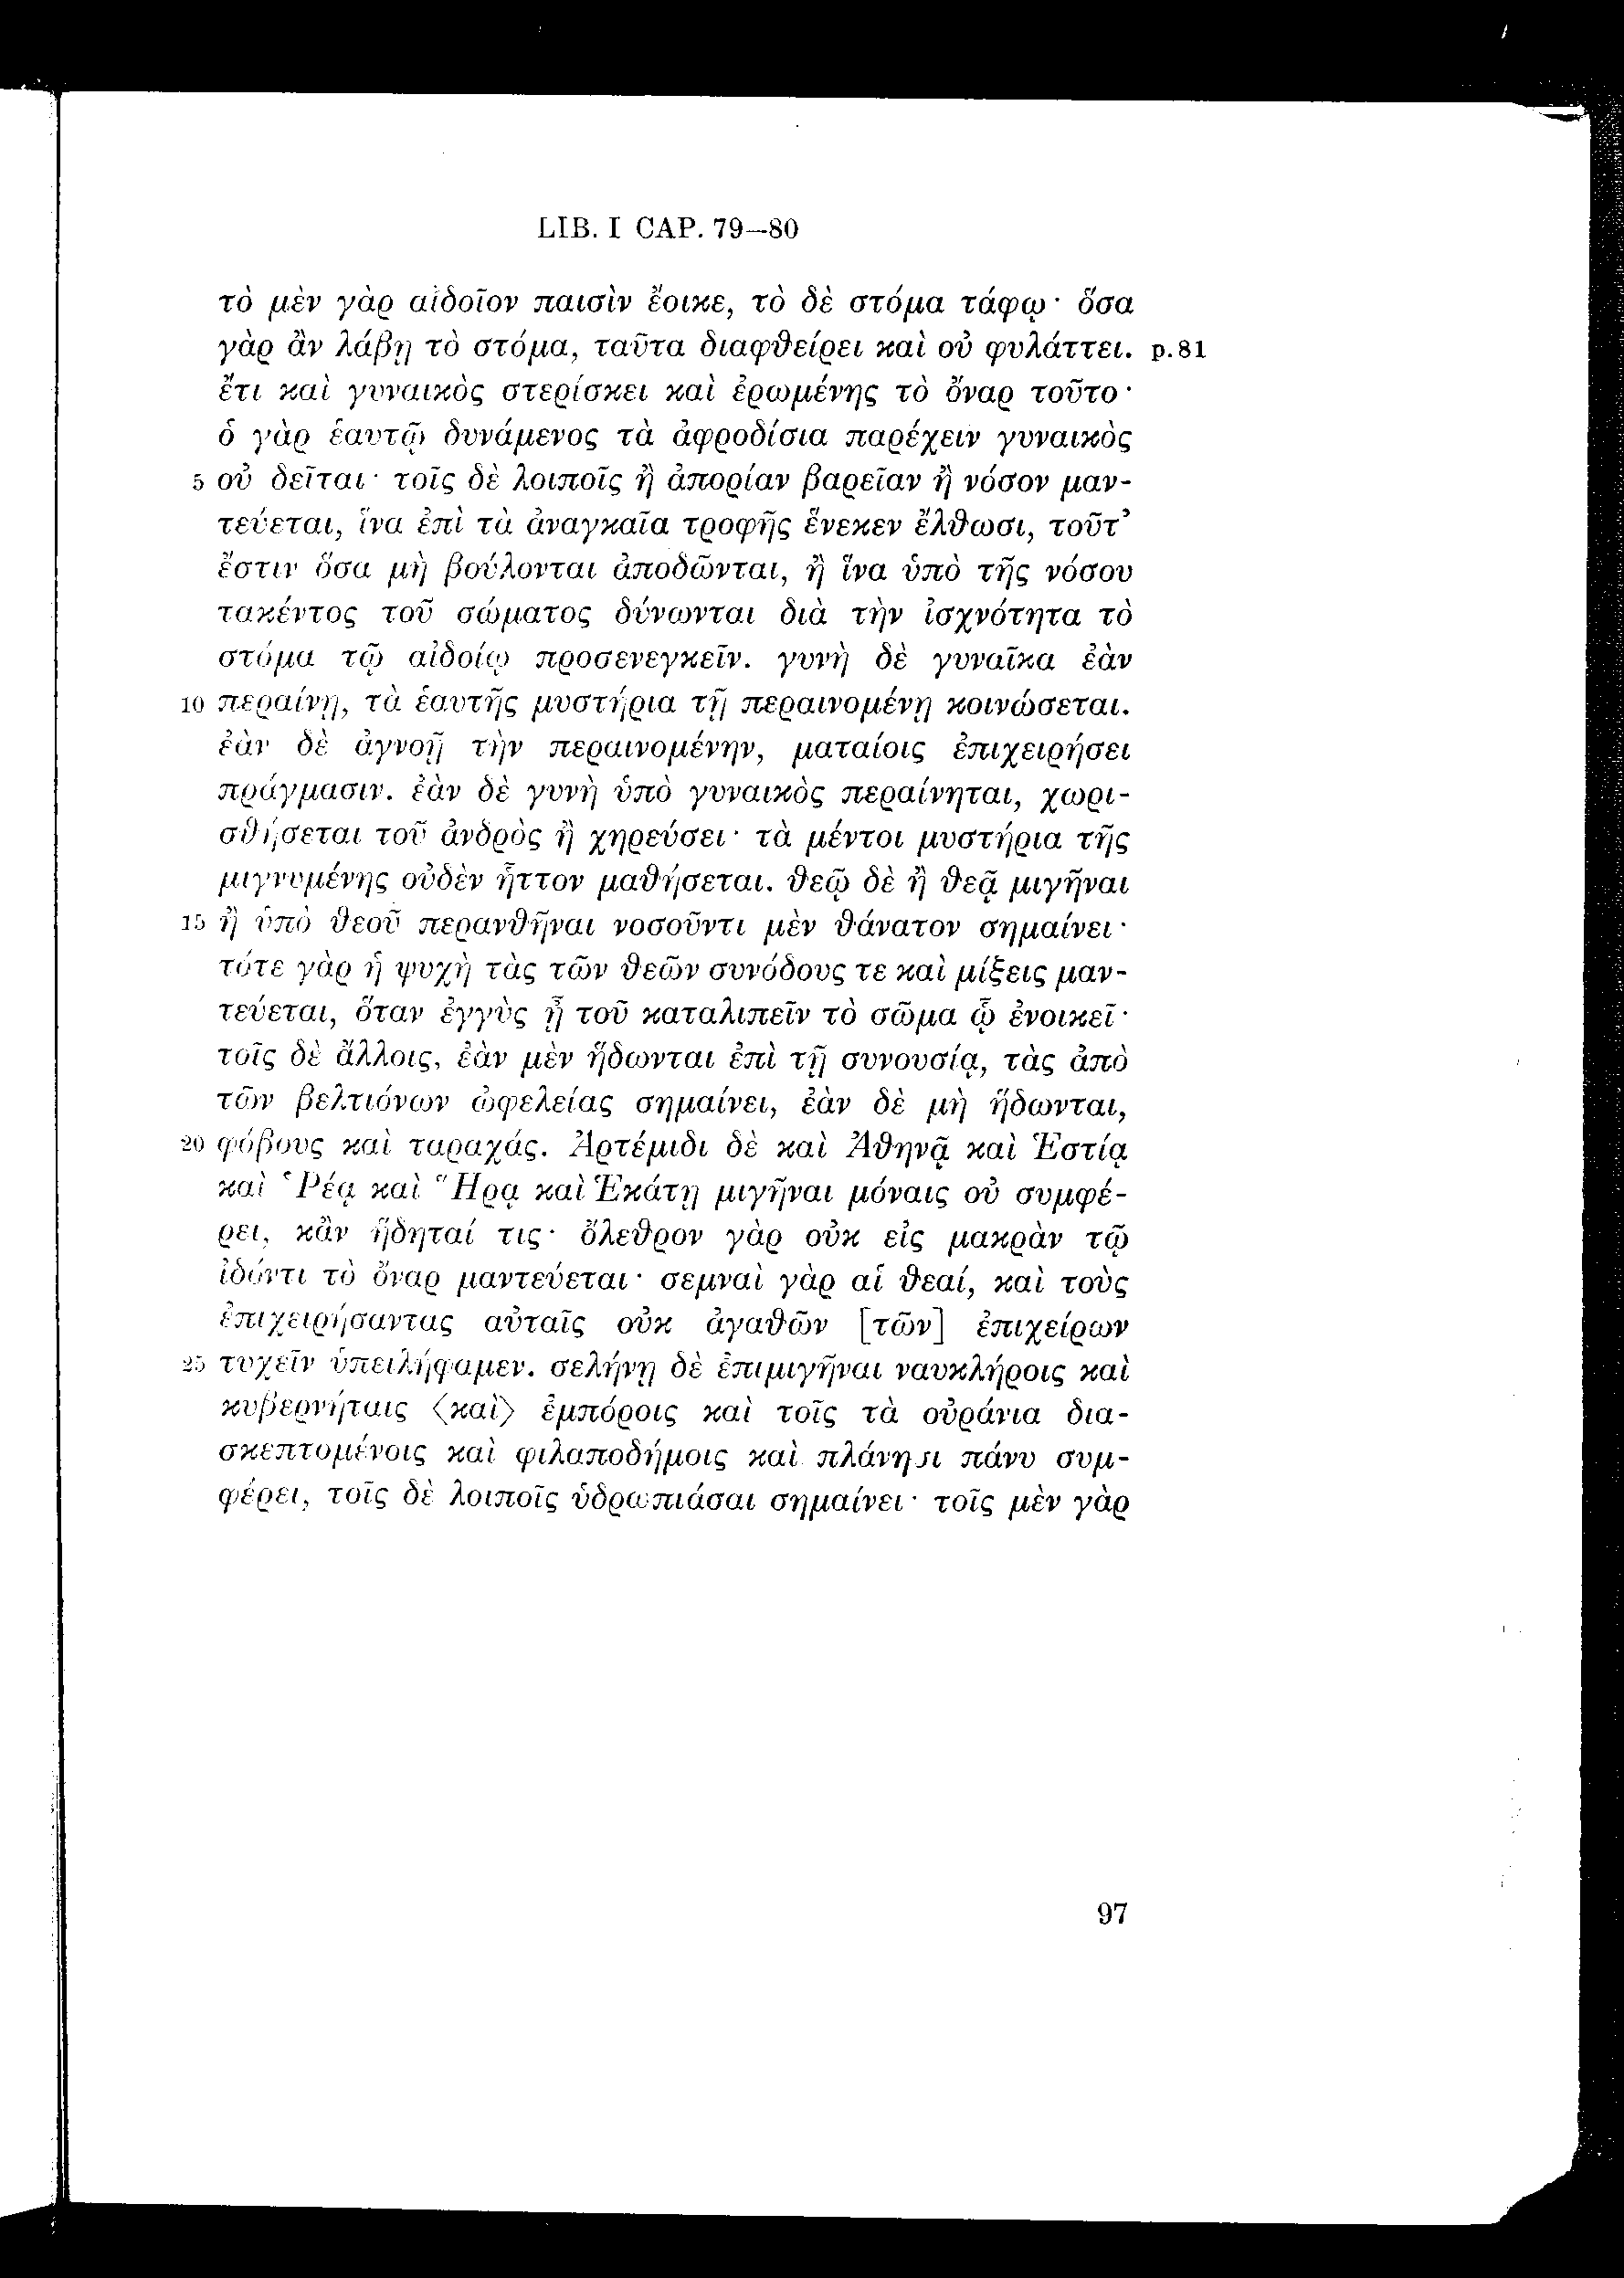 LIB. I CAP. 79–80
τὸ μὲν γὰρ αἰδοῖον παισὶν ἔοικε, τὸ δὲ στόμα τάφῳ· ὅσα
γὰρ ἂν λάβῃ τὸ στόμα, ταῦτα διαφθείρει καὶ οὐ φυλάττει. p. 81
ἔτι καὶ γυναικὸς στερίσκει καὶ ἐρωμένης τὸ ὄναρ τοῦτο·
ὁ γὰρ ἑαυτῷ δυνάμενος τὰ ἀφροδίσια παρέχειν γυναικὸς
5 οὐ δεῖται· τοῖς δὲ λοιποῖς ἢ ἀπορίαν βαρεῖαν ἢ νόσον μαν-
τεύεται, ἵνα ἐπὶ τὰ ἀναγκαῖα τροφῆς ἕνεκεν ἔλθωσι, τοῦτ’
ἔστιν ὅσα μὴ βούλονται ἀποδῶνται, ἢ ἵνα ὑπὸ τῆς νόσου
τακέντος τοῦ σώματος δύνωνται διὰ τὴν ἰσχνότητα τὸ
στόμα τῷ αἰδοίῳ προσενεγκεῖν. γυνὴ δὲ γυναῖκα ἐὰν
10 περαίνῃ, τὰ ἑαυτῆς μυστήρια τῇ περαινομένῃ κοινώσεται.
ἐὰν δὲ ἀγνοῇ τὴν περαινομένην, ματαίοις ἐπιχειρήσει
πράγμασιν. ἐὰν δὲ γυνὴ ὑπὸ γυναικὸς περαίνηται, χωρι-
σθήσεται τοῦ ἀνδρὸς ἢ χηρεύσει· τὰ μέντοι μυστήρια τῆς
μιγνυμένης οὐδὲν ἧττον μαθήσεται. θεῷ δὲ ἢ θεᾷ μιγῆναι
15 ἢ ὑπὸ θεοῦ περανθῆναι νοσοῦντι μὲν θάνατον σημαίνει·
τότε γὰρ ἡ ψυχὴ τὰς τῶν θεῶν συνόδους τε καὶ μίξεις μαν-
τεύεται, ὅταν ἐγγὺς ᾖ τοῦ καταλιπεῖν τὸ σῶμα ᾧ ἐνοικεῖ·
τοῖς δὲ ἄλλοις, ἐὰν μὲν ἥδωνται ἐπὶ τῇ συνουσίᾳ, τὰς ἀπὸ
τῶν βελτιόνων ὠφελείας σημαίνει, ἐὰν δὲ μὴ ἥδωνται,
20 φόβους καὶ ταραχάς. Ἀρτέμιδι δὲ καὶ Ἀθηνᾷ καὶ Ἑστίᾳ
καὶ Ῥέᾳ καὶ Ἥρᾳ καὶ Ἑκάτῃ μιγῆναι μόναις οὐ συμφέ-
ρει, κἂν ἥδηταί τις· ὄλεθρον γὰρ οὐκ εἰς μακρὰν τῷ
ἰδόντι τὸ ὄναρ μαντεύεται· σεμναὶ γὰρ αἱ θεαί, καὶ τοὺς
ἐπιχειρήσαντας αὐταῖς οὐκ ἀγαθῶν [τῶν] ἐπιχείρων
25 τυχεῖν ὑπειλήφαμεν. σελήνῃ δὲ ἐπιμιγῆναι ναυκλήροις καὶ
κυβερνήταις ⟨καὶ⟩ ἐμπόροις καὶ τοῖς τὰ οὐράνια δια-
σκεπτομένοις καὶ φιλαποδήμοις καὶ πλάνησι πάνυ συμ-
φέρει, τοῖς δὲ λοιποῖς ὑδρωπιάσαι σημαίνει· τοῖς μὲν γὰρ
97